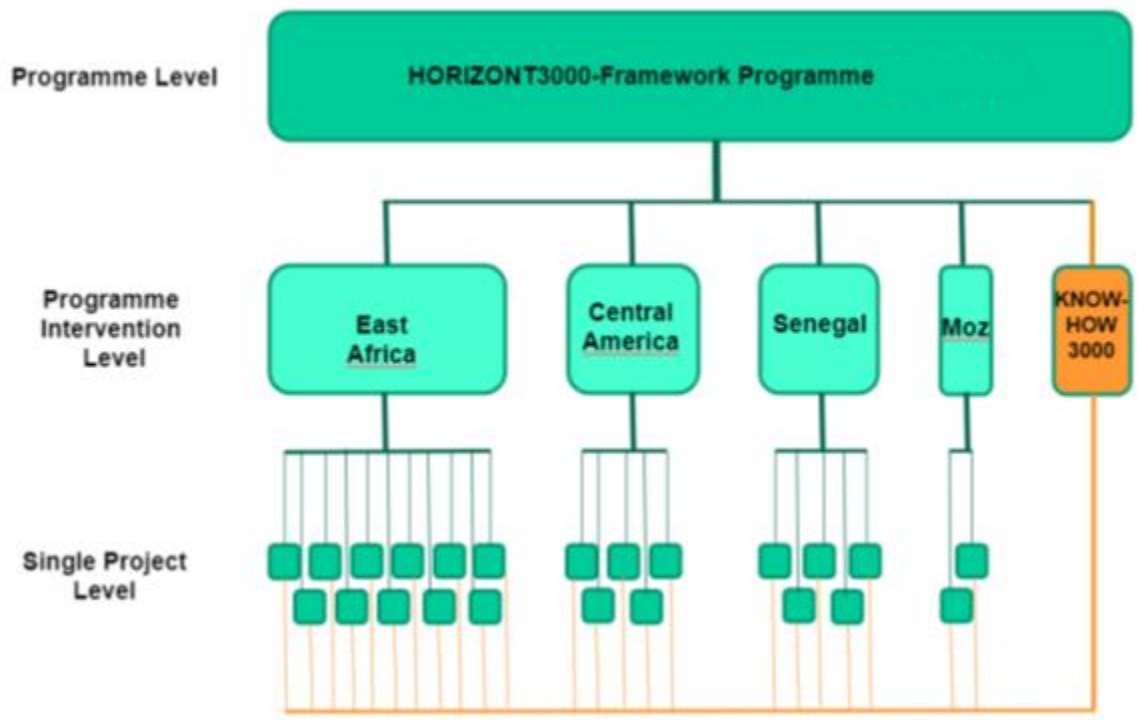 Programme Level
HORIZONT3000-Framework Programme
Programme
Intervention
Level
East
Africa
Central
America
Senegal
Moz
KNOW-
HOW
3000
Single Project
Level